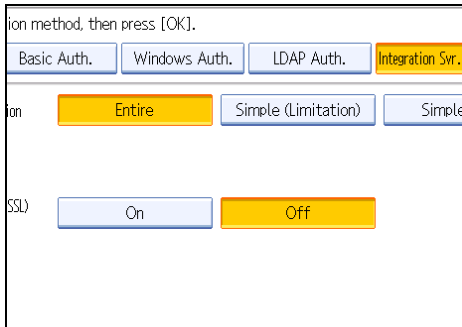 ion method, then press [OK].
Basic Auth. Windows Auth. LDAP Auth. Integration Svr.
ion Entire Simple (Limitation) Simple
SSL) On Off